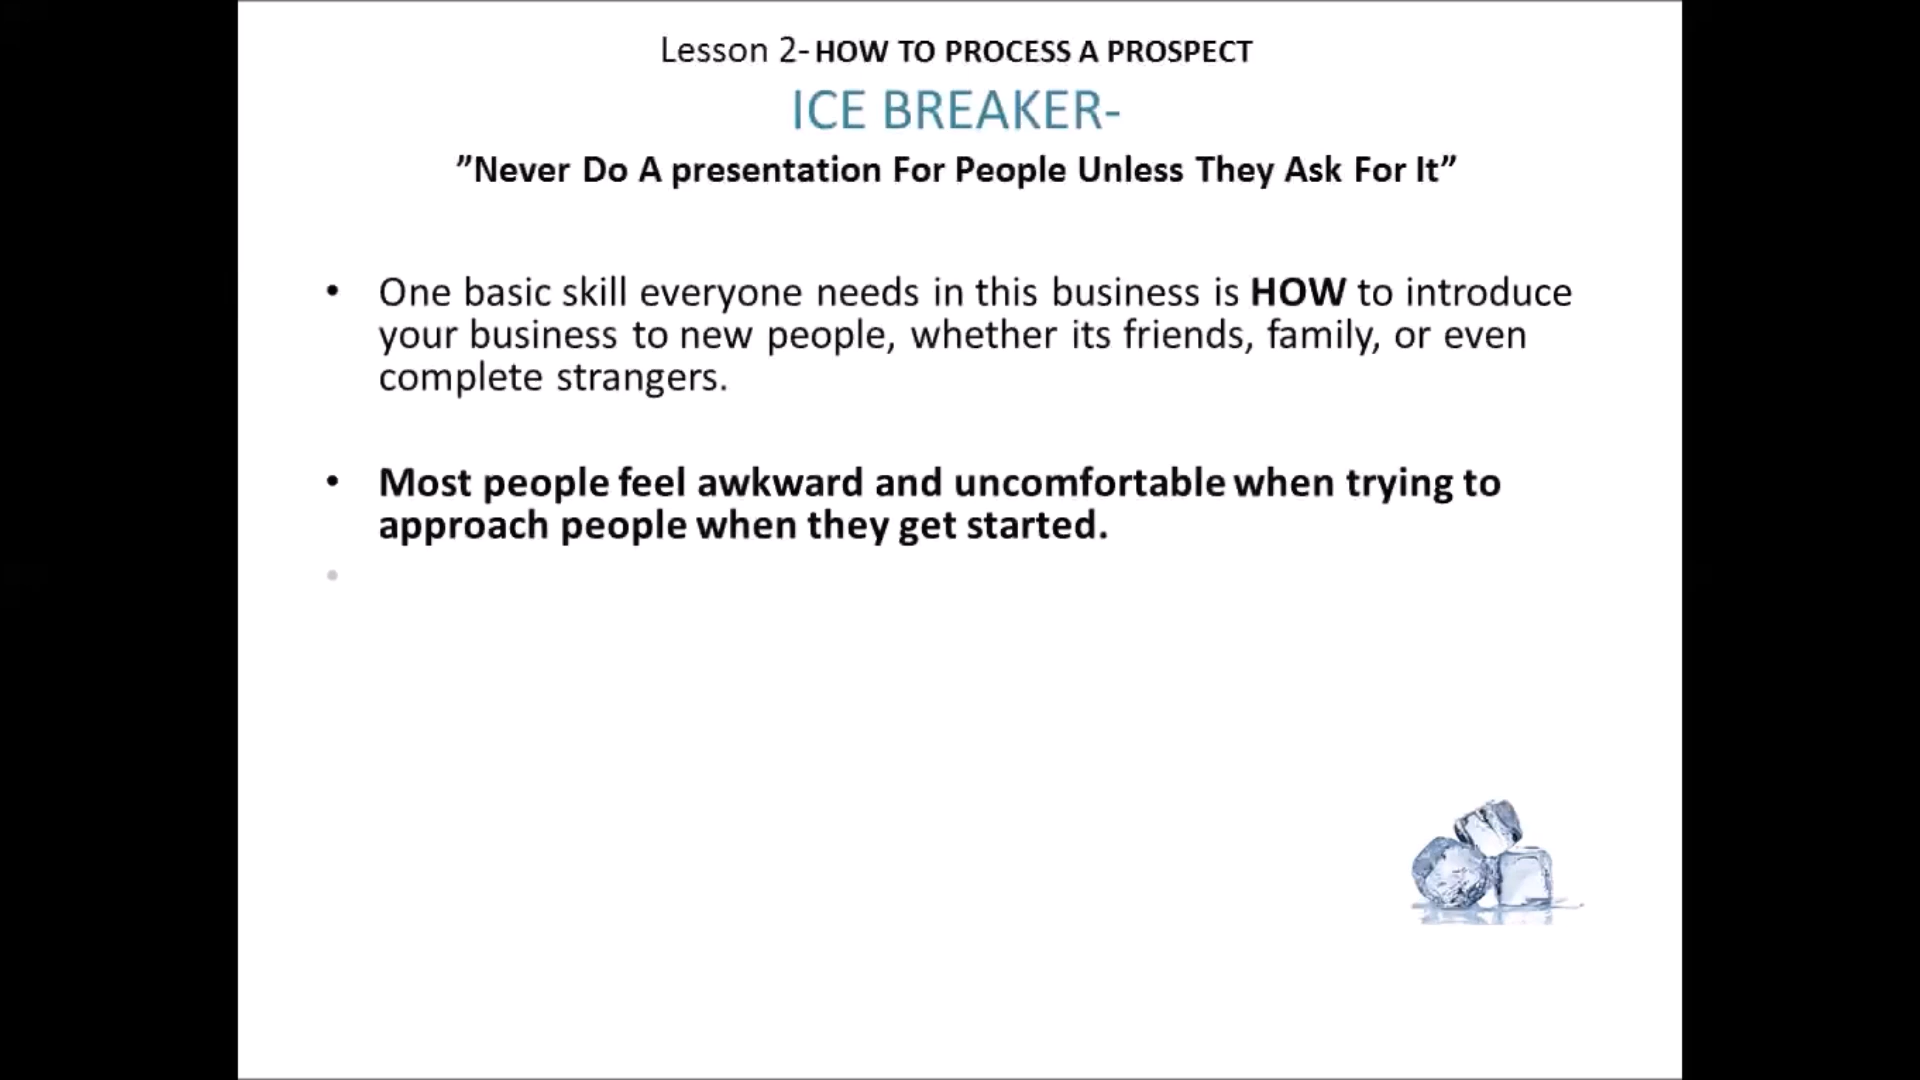 Lesson 2- HOW TO PROCESS A PROSPECT
ICE BREAKER-
”Never Do A presentation For People Unless They Ask For It”
• One basic skill everyone needs in this business is HOW to introduce
your business to new people, whether its friends, family, or even
complete strangers.
• Most people feel awkward and uncomfortable when trying to
approach people when they get started.
•